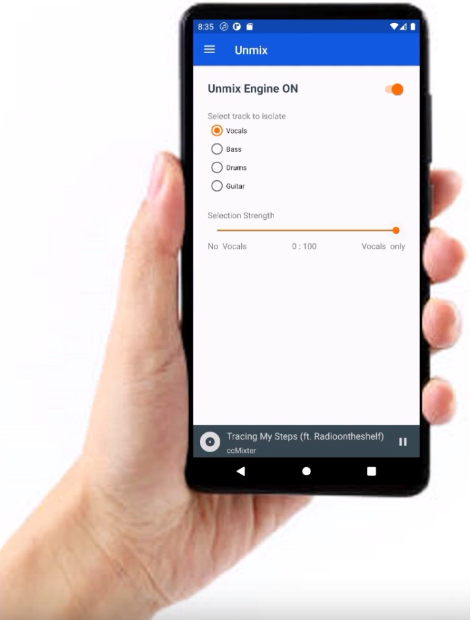 8:35
Unmix
Unmix Engine ON
Select track to isolate
Vocals
Bass
Drums
Guitar
Selection Strength
No Vocals 0 : 100 Vocals only
Tracing My Steps (ft. Radioontheshelf)
ccMixter